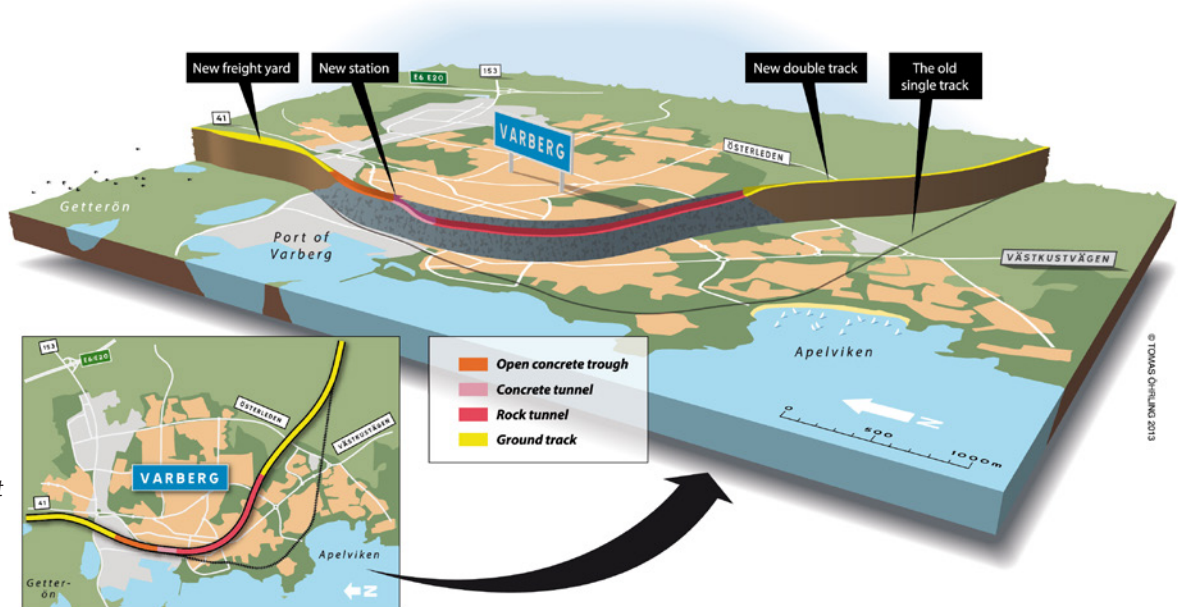 New freight yard
New station
New double track
The old
single track
E6 E20
153
41
VARBERG
ÖSTERLEDEN
Getterön
Port of
Varberg
VÄSTKUSTVÄGEN
Apelviken
© TOMAS ÖHRLING 2013
N
0
500
1000m
Open concrete trough
Concrete tunnel
Rock tunnel
Ground track
153
E6 E20
ÖSTERLEDEN
VÄSTKUSTÄGEN
VARBERG
41
Apelviken
Getter-
ön
N
t